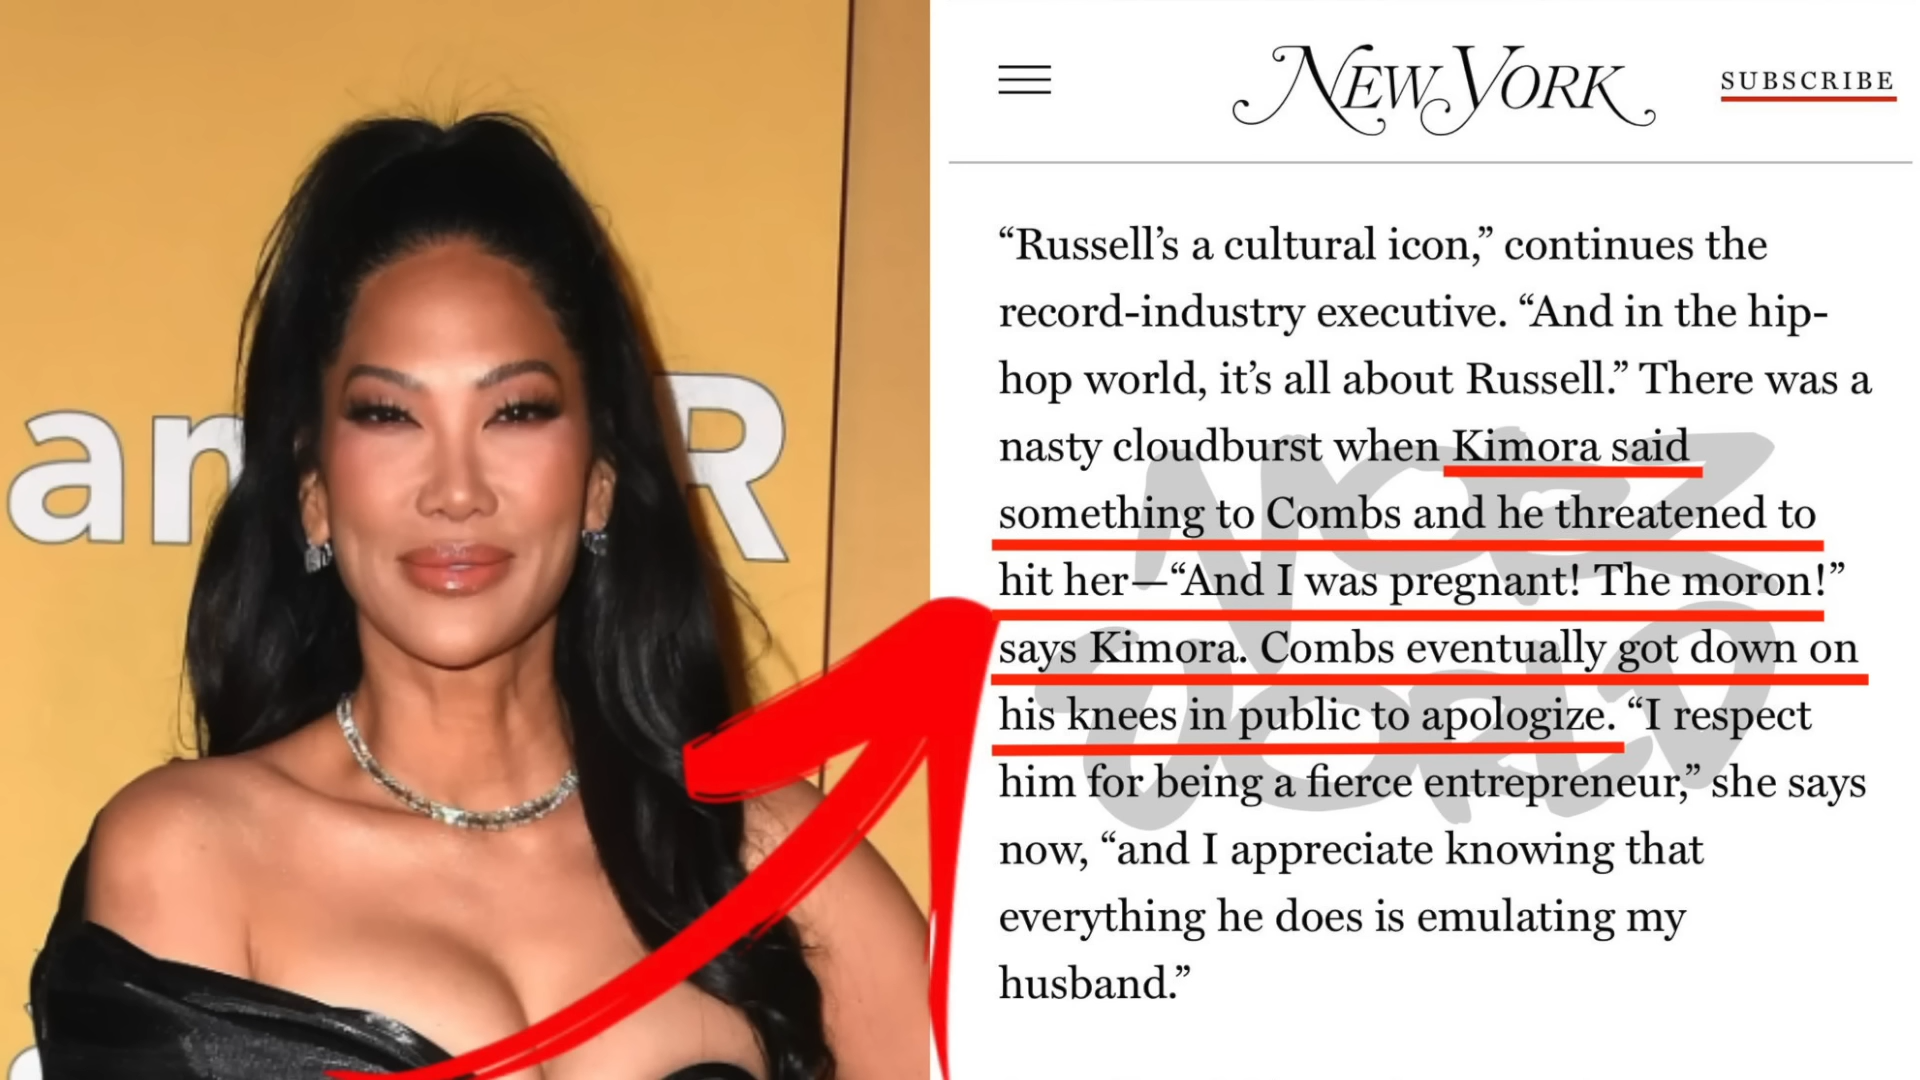 an
R
NEW YORK
SUBSCRIBE
“Russell’s a cultural icon,” continues the
record-industry executive. “And in the hip-
hop world, it’s all about Russell.” There was a
nasty cloudburst when Kimora said
something to Combs and he threatened to
hit her—“And I was pregnant! The moron!”
says Kimora. Combs eventually got down on
his knees in public to apologize. “I respect
him for being a fierce entrepreneur,” she says
now, “and I appreciate knowing that
everything he does is emulating my
husband.”